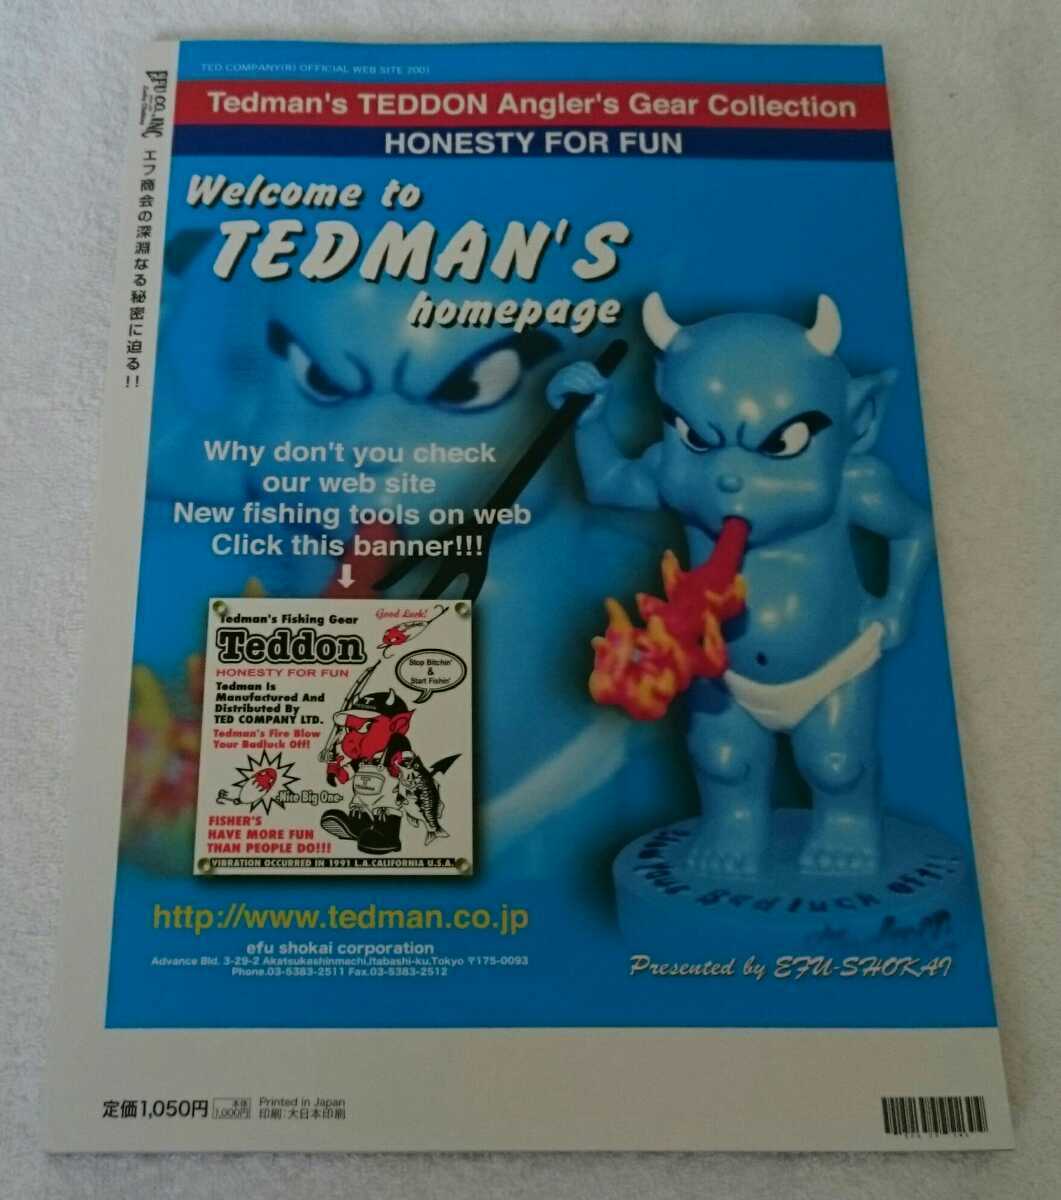 TED COMPANY(R) OFFICIAL WEB SITE 2001
Tedman's TEDDON Angler's Gear Collection
HONESTY FOR FUN
EFU CO., INC
エフ商会の深淵なる秘密に迫る!!
Welcome to
TEDMAN'S
homepage
Why don't you check
our web site
New fishing tools on web
Click this banner!!!
Tedman's Fishing Gear
Good Luck!
Teddon
HONESTY FOR FUN
Stop Bitchin'
&
Start Fishin'
Tedman Is
Manufactured And
Distributed By
TED COMPANY LTD.
Tedman's Fire Blow
Your Badluck Off!
-Nice Big One-
FISHER'S
HAVE MORE FUN
THAN PEOPLE DO!!!
VIBRATION OCCURRED IN 1991 L.A.CALIFORNIA U.S.A.
your Bad luck off!!
http://www.tedman.co.jp
efu shokai corporation
Advance Bld. 3-29-2 Akatsukashinmachi,Itabashi-ku,Tokyo 〒175-0093
Phone.03-5383-2511 Fax.03-5383-2512
Presented by EFU-SHOKAI
定価1,050円 本体 1,000円
Printed in Japan
印刷:大日本印刷